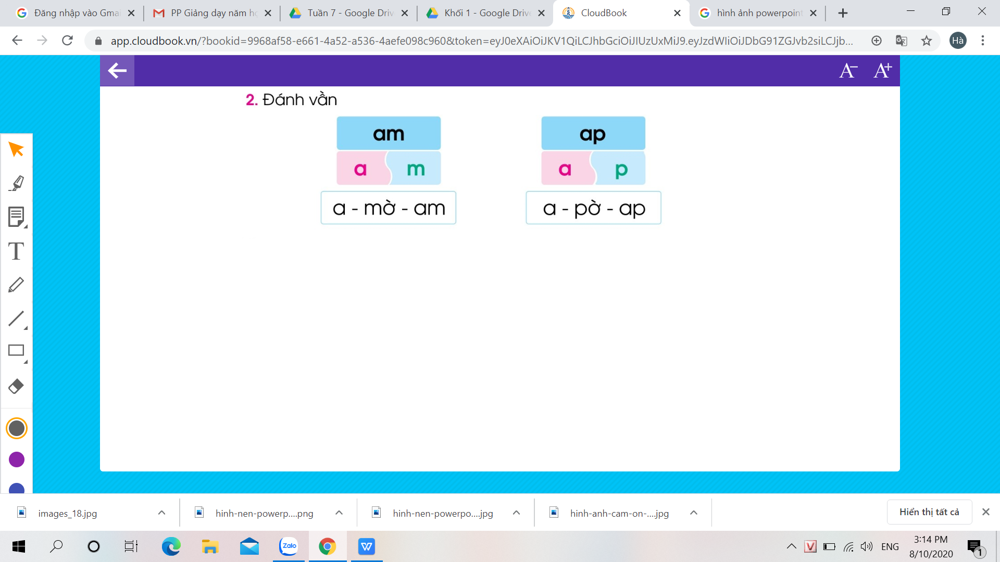 Đăng nhập vào Gmai
PP Giảng dạy năm họ
Tuần 7 - Google Driv
Khối 1 - Google Drive
CloudBook
hình ảnh powerpoint
app.cloudbook.vn/?bookid=9968af58-e661-4a52-a536-4aefe098c960&token=eyJ0eXAiOiJKV1QiLCJhbGciOiJIUzUxMiJ9.eyJzdWIiOiJDbG91ZGJvb2siLCJjb...
Hà
A− A+
2. Đánh vần
am
a m
a - mờ - am
ap
a p
a - pờ - ap
T
images_18.jpg
hinh-nen-powerp....png
hinh-nen-powerpo....jpg
hinh-anh-cam-on-....jpg
Hiển thị tất cả
Zalo
W
V
ENG
3:14 PM
8/10/2020
1